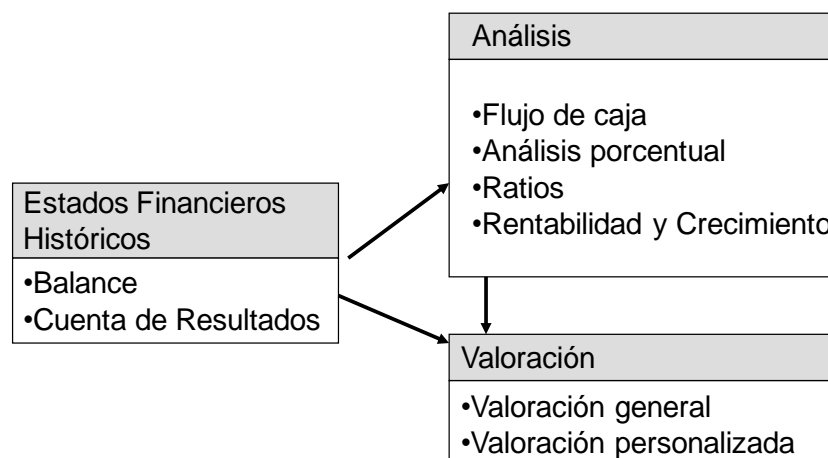 Análisis
•Flujo de caja
•Análisis porcentual
•Ratios
•Rentabilidad y Crecimiento
Estados Financieros
Históricos
•Balance
•Cuenta de Resultados
Valoración
•Valoración general
•Valoración personalizada